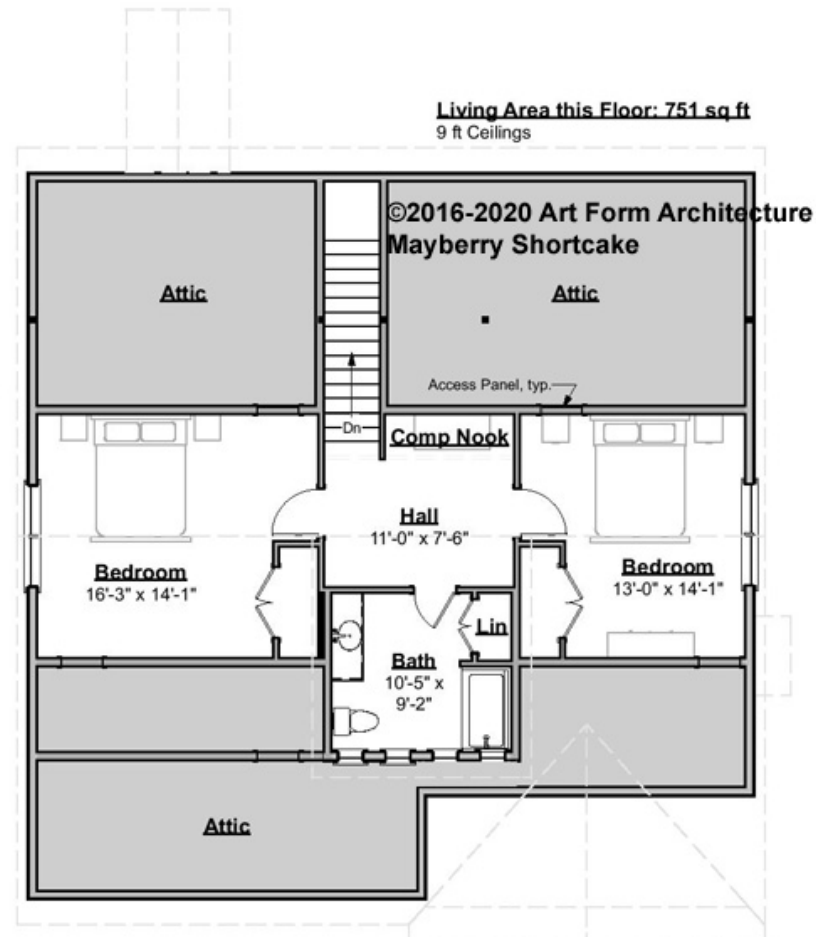 Living Area this Floor: 751 sq ft
9 ft Ceilings
©2016-2020 Art Form Architecture
Mayberry Shortcake
Attic
Attic
Access Panel, typ.
Dn
Comp Nook
Hall
11'-0" x 7'-6"
Bedroom
16'-3" x 14'-1"
Bedroom
13'-0" x 14'-1"
Lin
Bath
10'-5" x
9'-2"
Attic